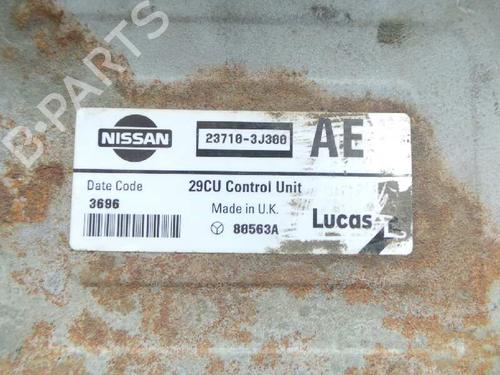 B-PARTS
NISSAN
23710-3J300
AE
Date Code
29CU Control Unit
3696
Made in U.K.
80563A
Lucas